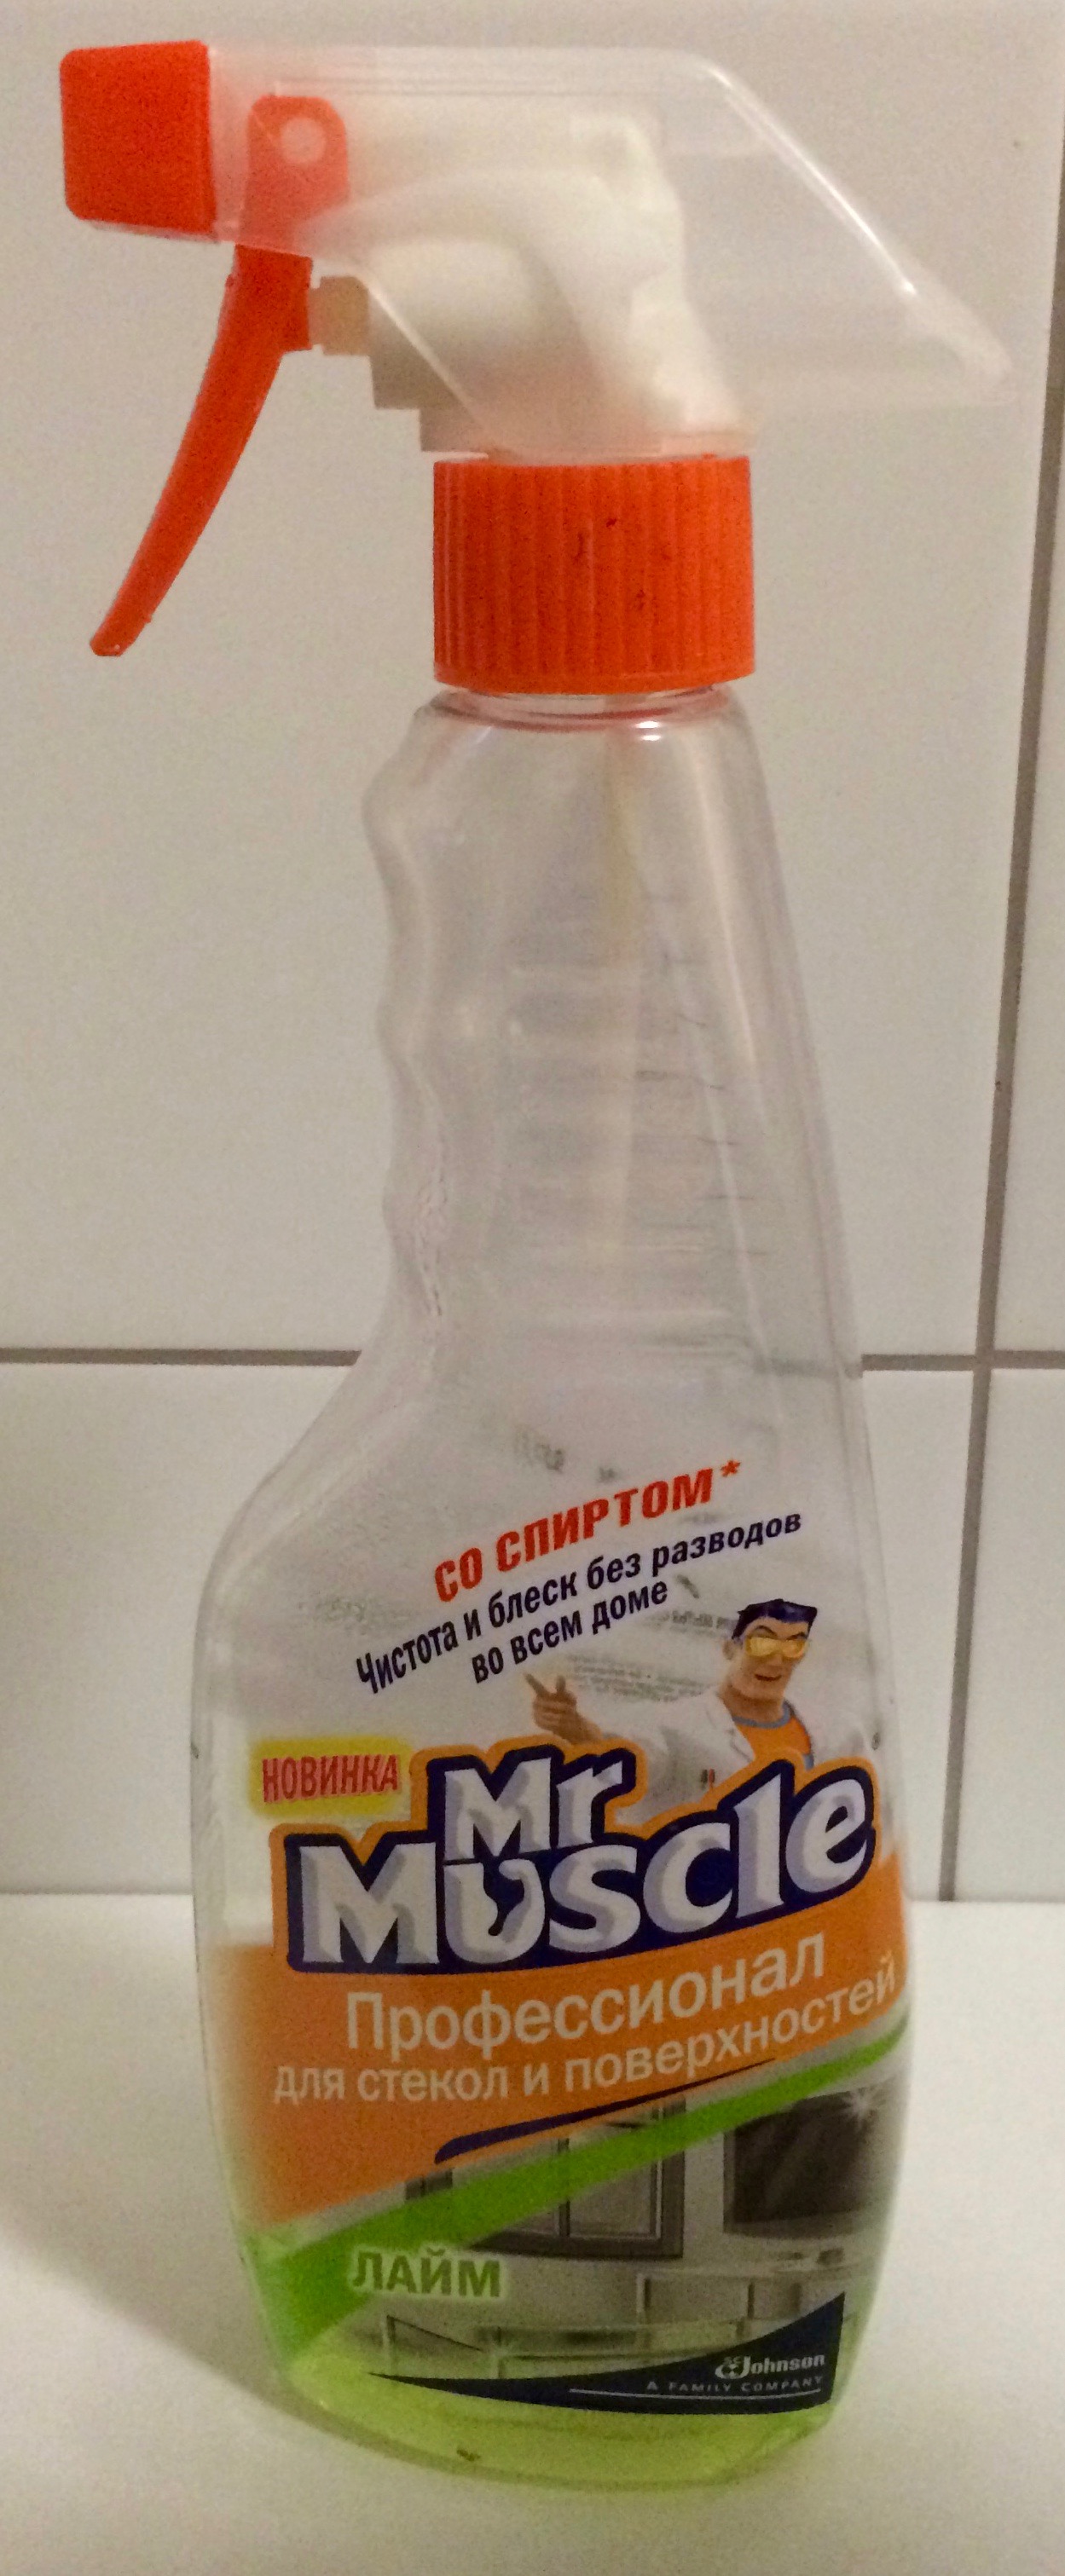 СО СПИРТОМ*
Чистота и блеск без разводов
во всем доме
НОВИНКА
Mr
Muscle
Профессионал
для стекол и поверхностей
ЛАЙМ
SC Johnson
A FAMILY COMPANY